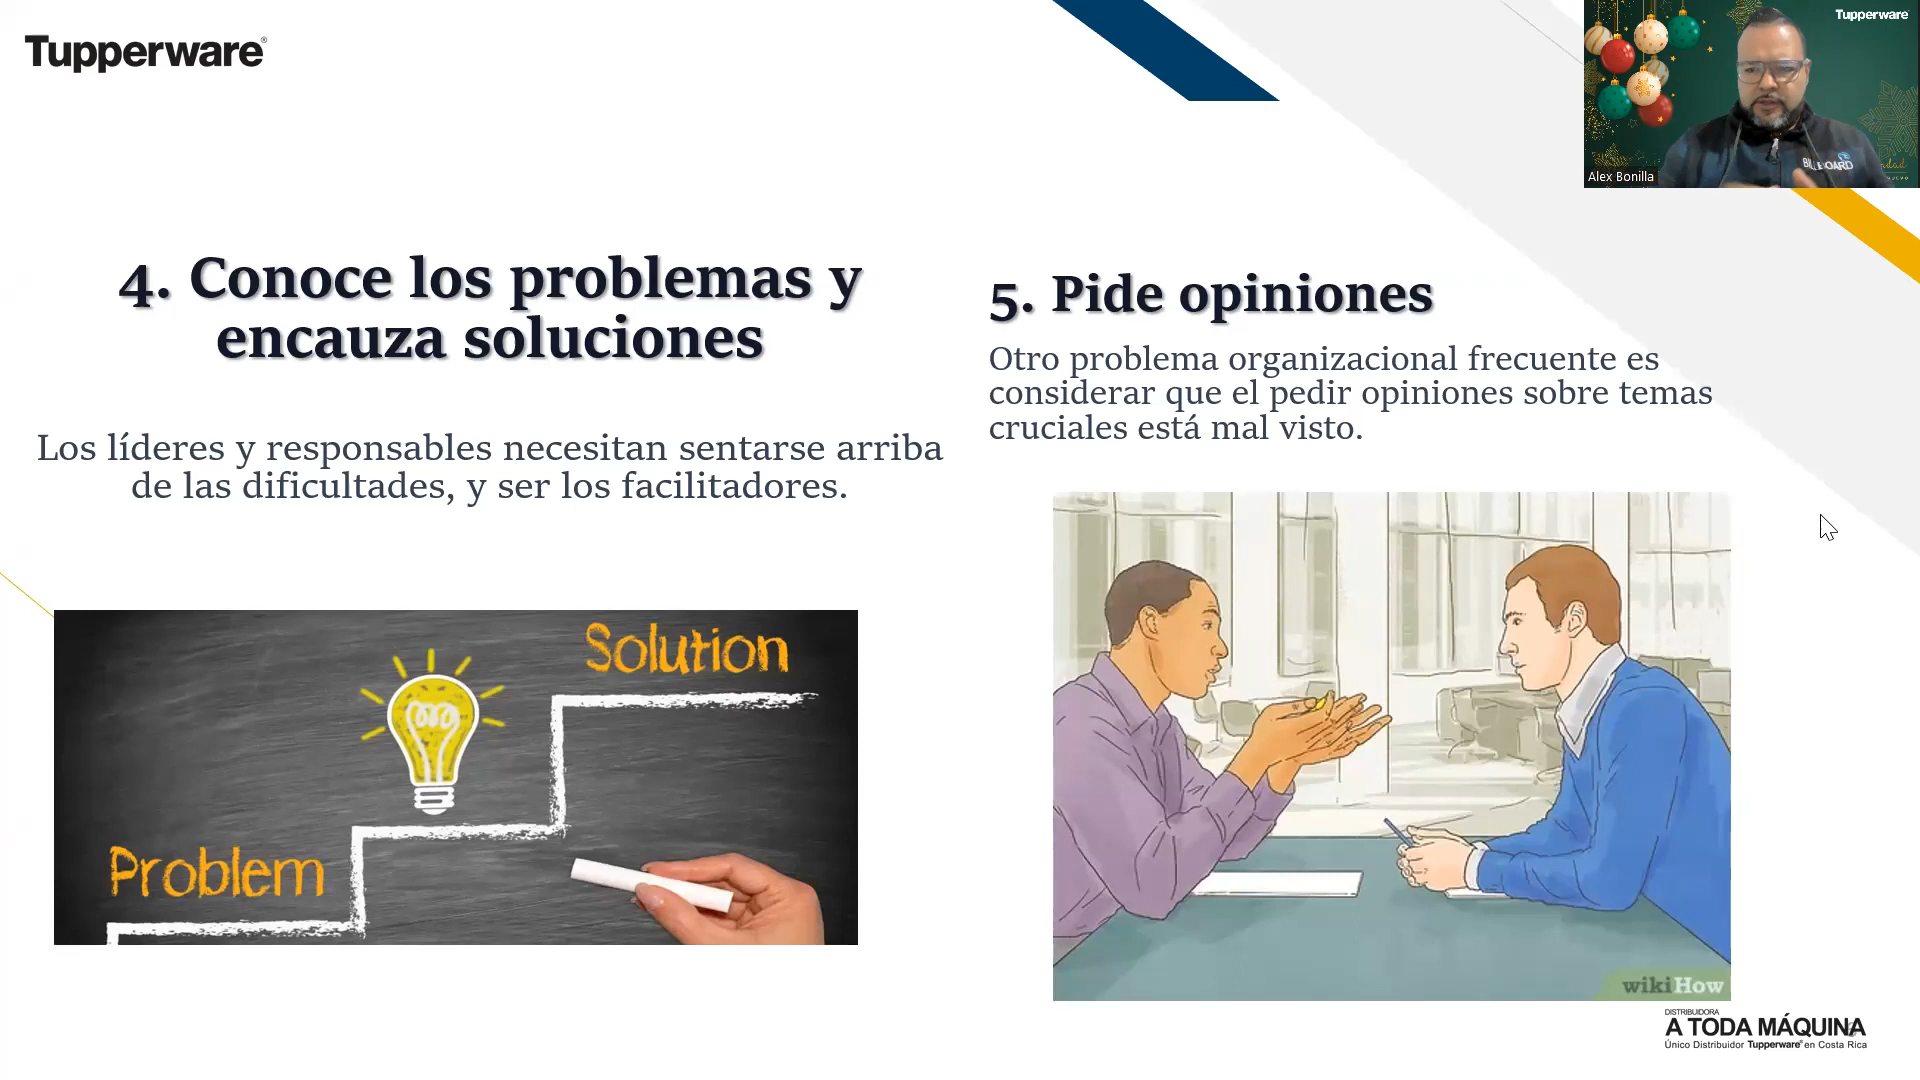 Tupperware®
Tupperware
BILLBOARD
Alex Bonilla
4. Conoce los problemas y
encauza soluciones
Los líderes y responsables necesitan sentarse arriba
de las dificultades, y ser los facilitadores.
Solution
Problem
5. Pide opiniones
Otro problema organizacional frecuente es
considerar que el pedir opiniones sobre temas
cruciales está mal visto.
wikiHow
DISTRIBUIDORA
A TODA MÁQUINA
Único Distribuidor Tupperware® en Costa Rica